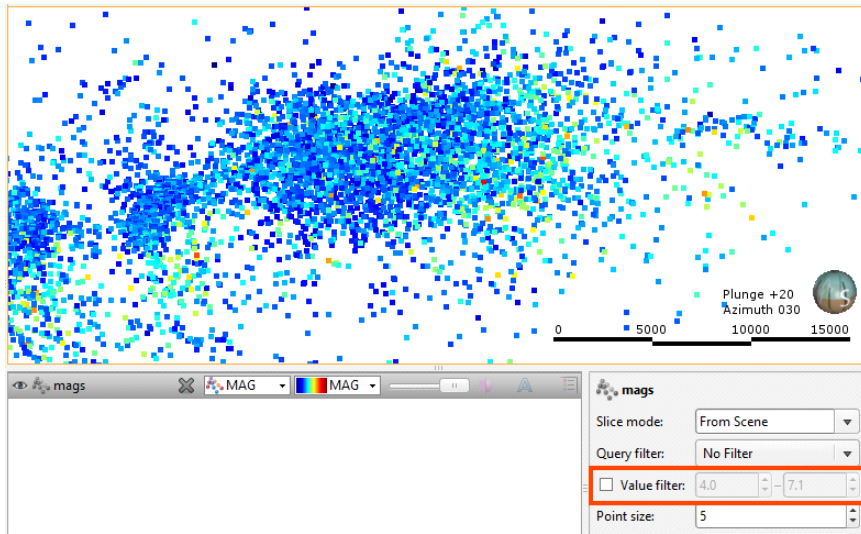 Plunge +20
Azimuth 030
0 5000 10000 15000
mags MAG MAG
mags
Slice mode: From Scene
Query filter: No Filter
Value filter: 4.0 – 7.1
Point size: 5